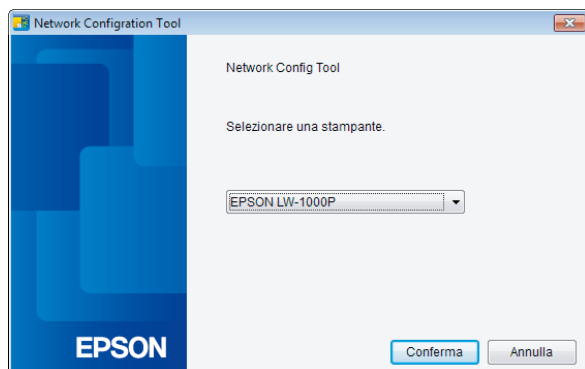 Network Configration Tool
Network Config Tool
Selezionare una stampante.
EPSON LW-1000P
EPSON
Conferma Annulla